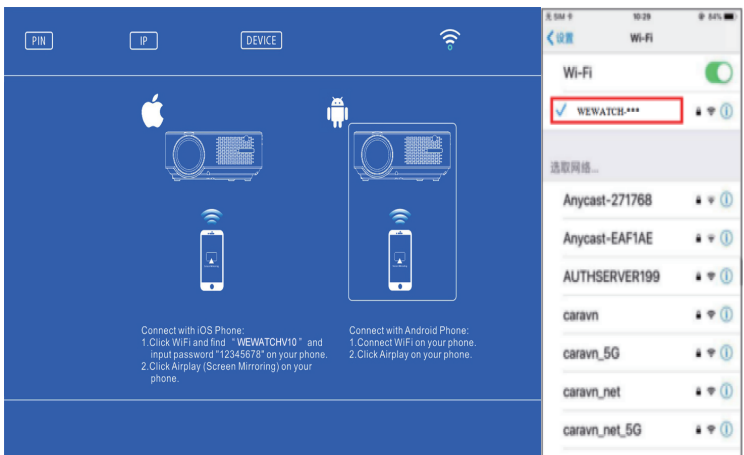 PIN
IP
DEVICE
Connect with iOS Phone:
1.Click WiFi and find “WEWATCHV10” and
input password "12345678" on your phone.
2.Click Airplay (Screen Mirroring) on your
phone.
Connect with Android Phone:
1.Connect WiFi on your phone.
2.Click Airplay on your phone.
无 SIM 卡
10:29
84%
设置
Wi-Fi
Wi-Fi
WEWATCH-***
选取网络...
Anycast-271768
Anycast-EAF1AE
AUTHSERVER199
caravn
caravn_5G
caravn_net
caravn_net_5G